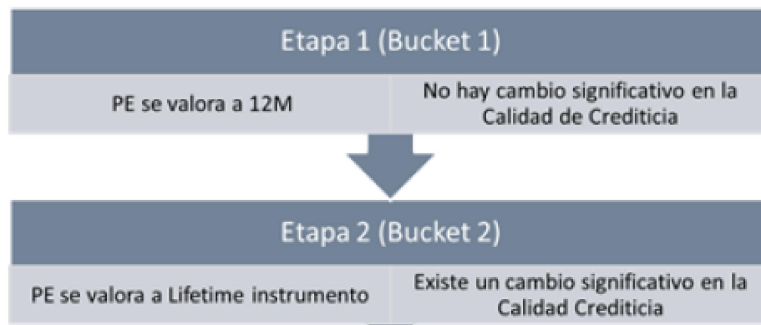 Etapa 1 (Bucket 1)
PE se valora a 12M
No hay cambio significativo en la
Calidad de Crediticia
Etapa 2 (Bucket 2)
PE se valora a Lifetime instrumento
Existe un cambio significativo en la
Calidad Crediticia